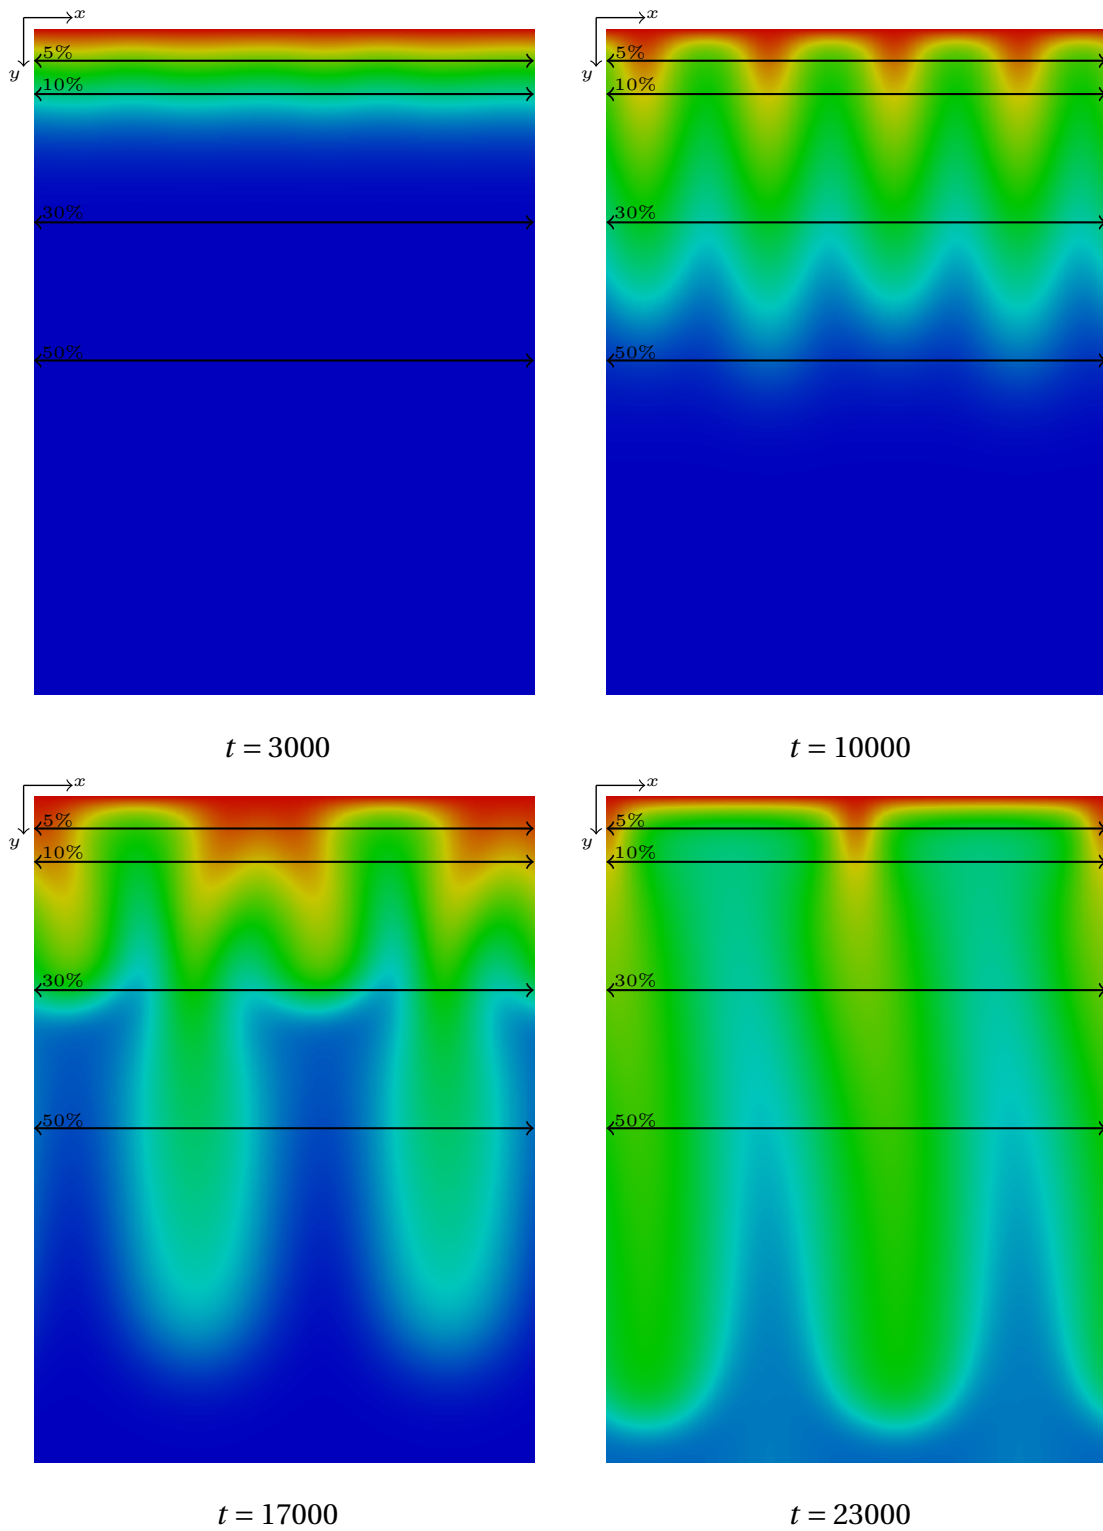 x
y
5%
10%
30%
50%
t = 3000
x
y
5%
10%
30%
50%
t = 10000
x
y
5%
10%
30%
50%
t = 17000
x
y
5%
10%
30%
50%
t = 23000